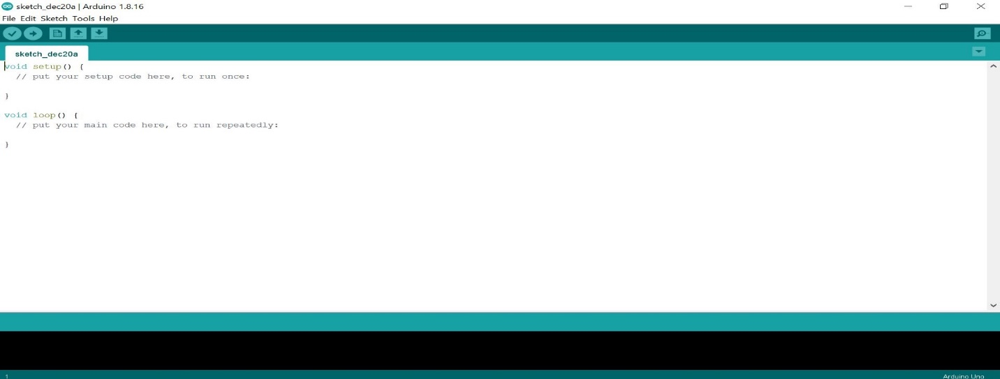 sketch_dec20a | Arduino 1.8.16
File Edit Sketch Tools Help
sketch_dec20a
void setup() {
  // put your setup code here, to run once:
}
void loop() {
  // put your main code here, to run repeatedly:
}
1
Arduino Uno